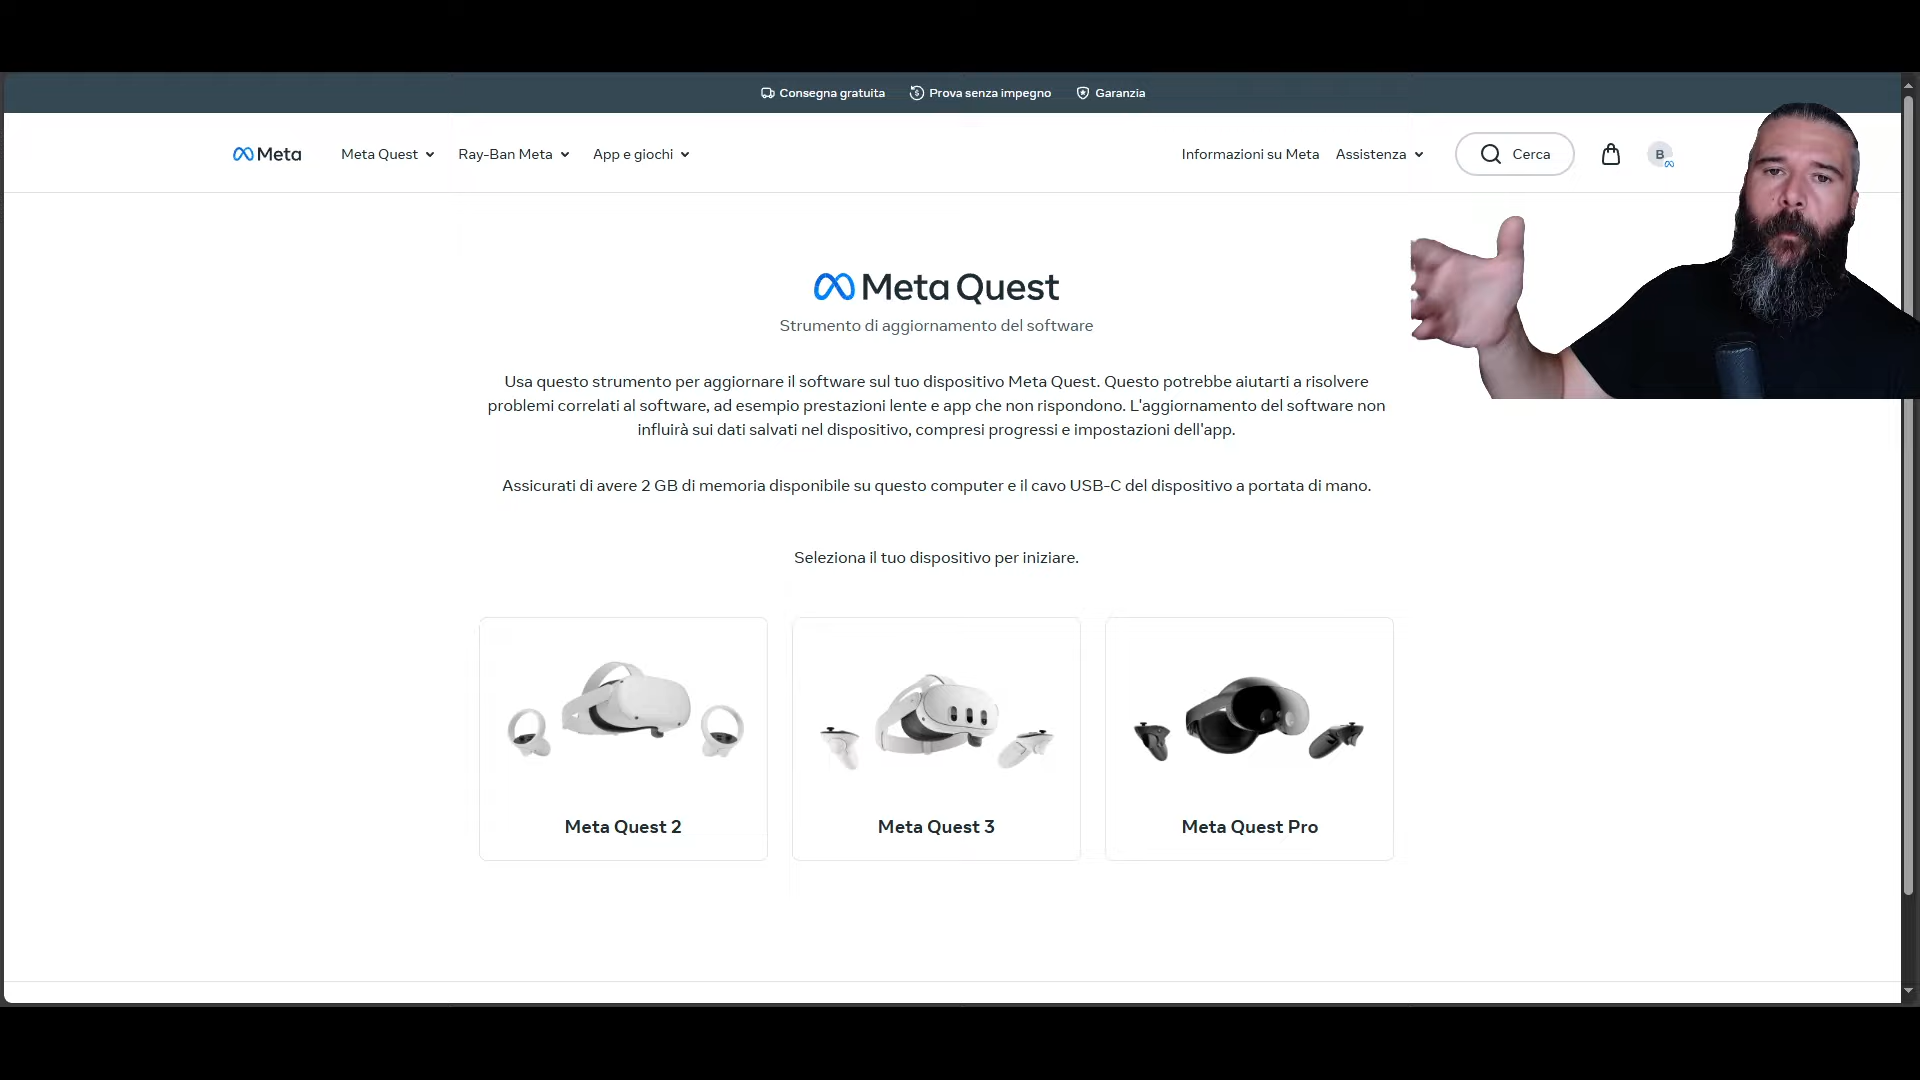 Consegna gratuita Prova senza impegno Garanzia
Meta Meta Quest Ray-Ban Meta App e giochi Informazioni su Meta Assistenza Cerca B
Meta Quest
Strumento di aggiornamento del software
Usa questo strumento per aggiornare il software sul tuo dispositivo Meta Quest. Questo potrebbe aiutarti a risolvere
problemi correlati al software, ad esempio prestazioni lente e app che non rispondono. L'aggiornamento del software non
influirà sui dati salvati nel dispositivo, compresi progressi e impostazioni dell'app.
Assicurati di avere 2 GB di memoria disponibile su questo computer e il cavo USB-C del dispositivo a portata di mano.
Seleziona il tuo dispositivo per iniziare.
Meta Quest 2 Meta Quest 3 Meta Quest Pro